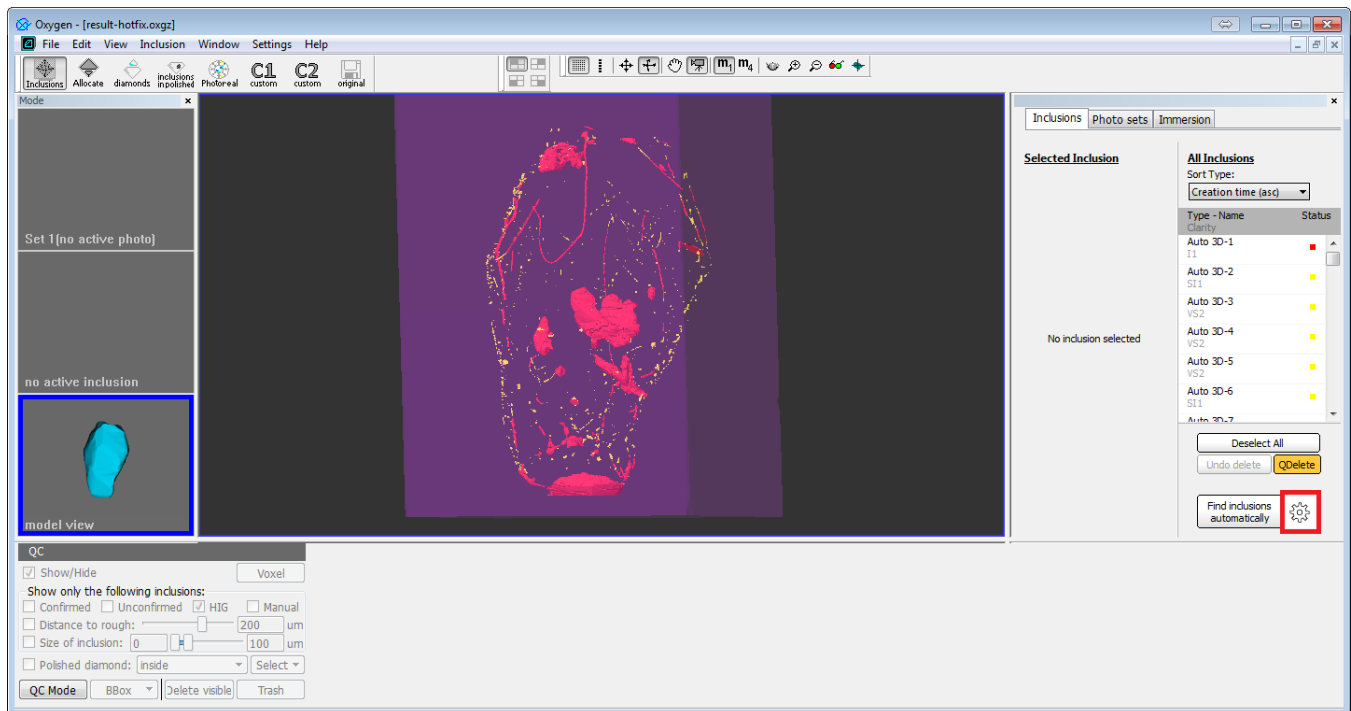 Oxygen - [result-hotfix.oxgz]
File Edit View Inclusion Window Settings Help
Inclusions Allocate diamonds inclusions inpolished Photoreal C1 custom C2 custom original
m1 m4
Mode
Set 1(no active photo)
no active inclusion
model view
Inclusions Photo sets Immersion
Selected Inclusion
No inclusion selected
All Inclusions
Sort Type:
Creation time (asc)
Type - Name Status
Clarity
Auto 3D-1
I1
Auto 3D-2
SI1
Auto 3D-3
VS2
Auto 3D-4
VS2
Auto 3D-5
VS2
Auto 3D-6
SI1
Auto 3D-7
Deselect All
Undo delete QDelete
Find inclusions
automatically
QC
Show/Hide Voxel
Show only the following inclusions:
Confirmed Unconfirmed HIG Manual
Distance to rough: 200 um
Size of inclusion: 0 100 um
Polished diamond: inside Select
QC Mode BBox Delete visible Trash